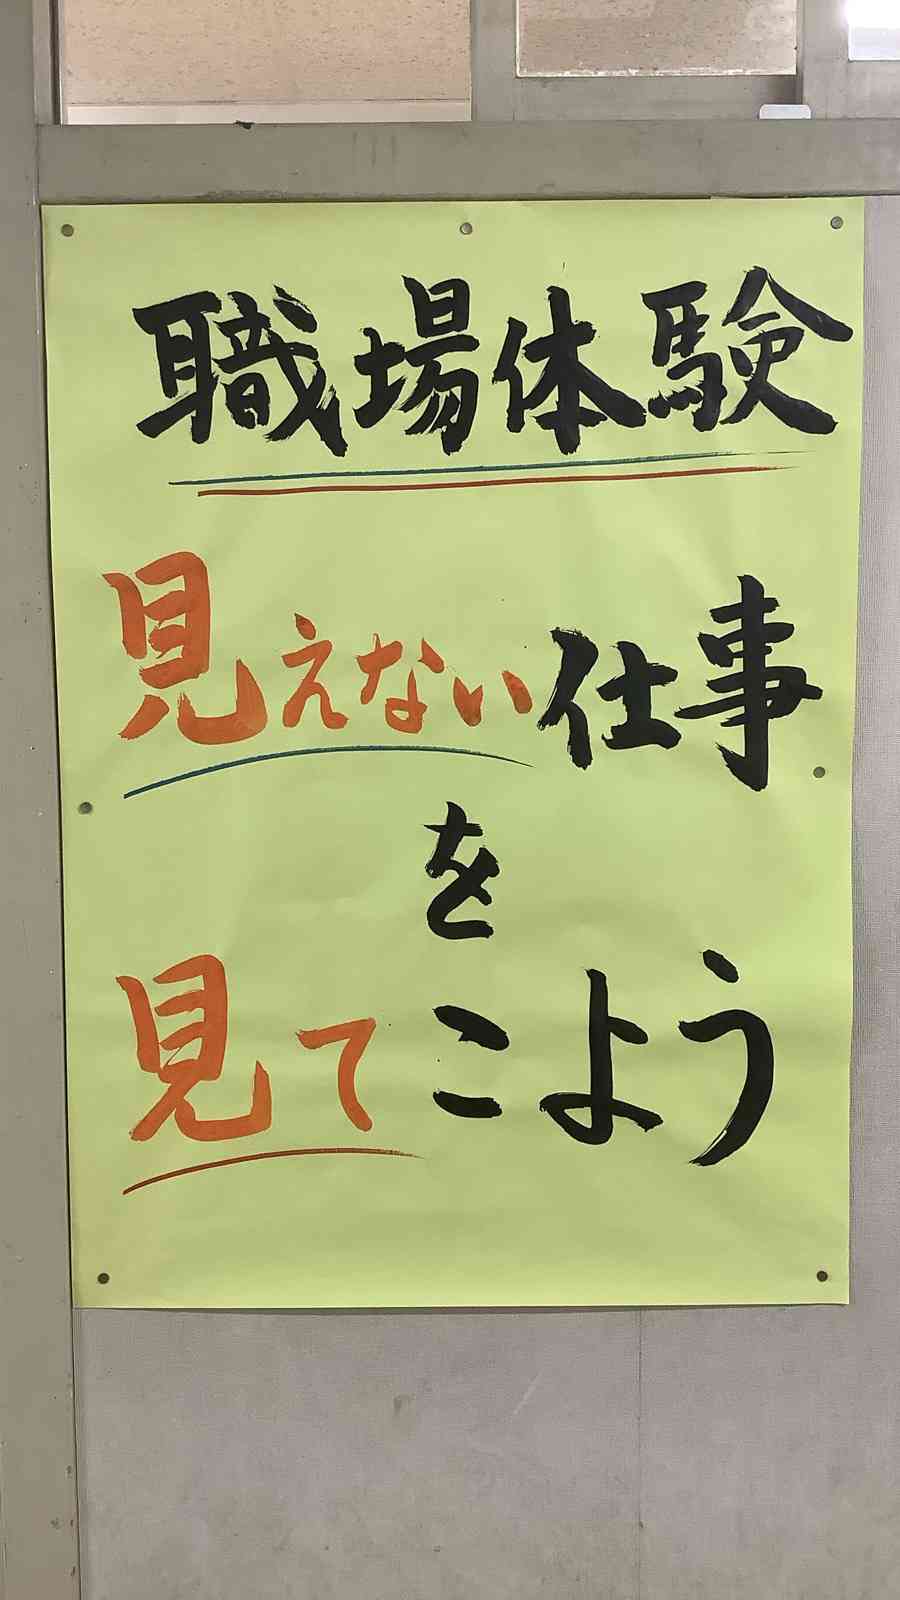 職場体験
見えない仕事
を
見てこよう